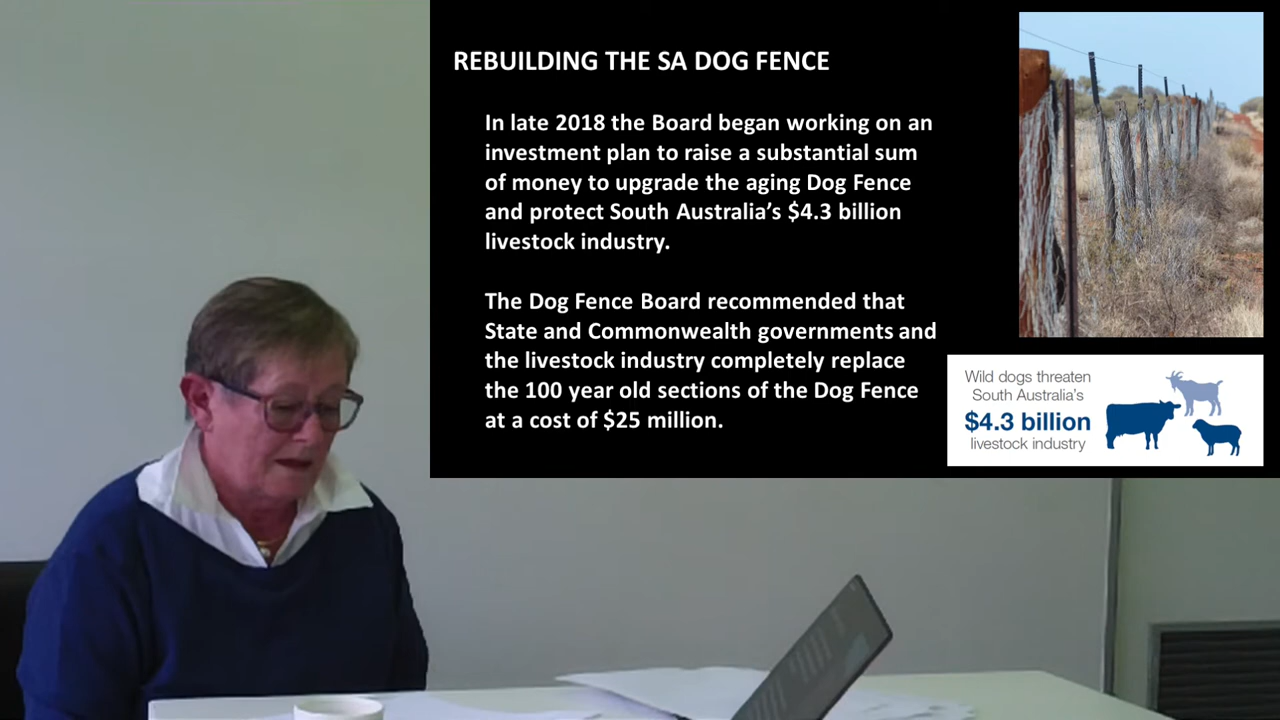 REBUILDING THE SA DOG FENCE
In late 2018 the Board began working on an
investment plan to raise a substantial sum
of money to upgrade the aging Dog Fence
and protect South Australia’s $4.3 billion
livestock industry.
The Dog Fence Board recommended that
State and Commonwealth governments and
the livestock industry completely replace
the 100 year old sections of the Dog Fence
at a cost of $25 million.
Wild dogs threaten
South Australia's
$4.3 billion
livestock industry